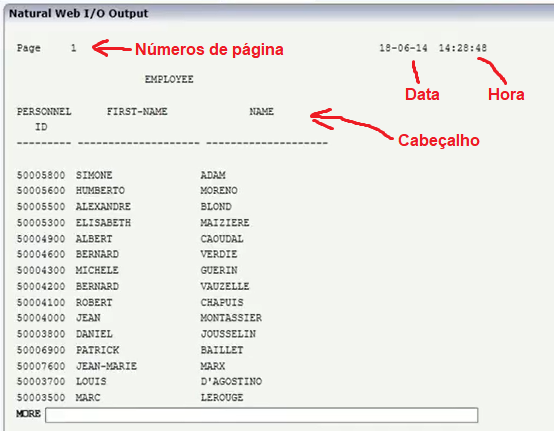 Natural Web I/O Output
Page 1 Números de página 18-06-14 14:28:48
Data Hora
EMPLOYEE
PERSONNEL FIRST-NAME NAME
ID
Cabeçalho
--------- -------------------- --------------------
50005800 SIMONE ADAM
50005600 HUMBERTO MORENO
50005500 ALEXANDRE BLOND
50005300 ELISABETH MAIZIERE
50004900 ALBERT CAOUDAL
50004600 BERNARD VERDIE
50004300 MICHELE GUERIN
50004200 BERNARD VAUZELLE
50004100 ROBERT CHAPUIS
50004000 JEAN MONTASSIER
50003800 DANIEL JOUSSELIN
50006900 PATRICK BAILLET
50007600 JEAN-MARIE MARX
50003700 LOUIS D'AGOSTINO
50003500 MARC LEROUGE
MORE